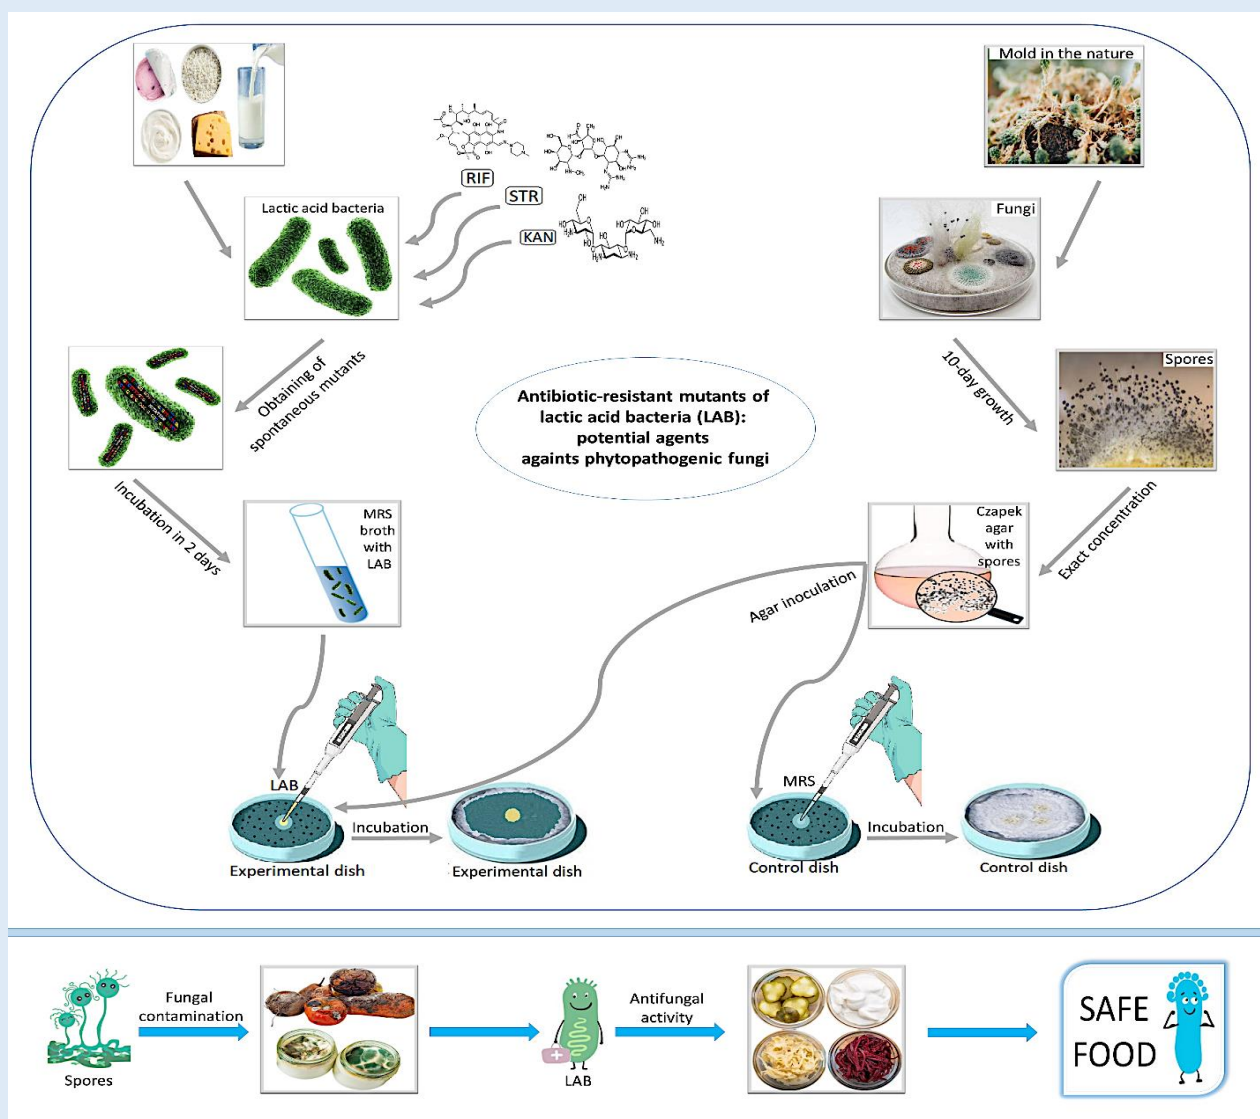 Mold in the nature
RIF
STR
KAN
Lactic acid bacteria
Fungi
Obtaining of
spontaneous mutants
10-day growth
Spores
Antibiotic-resistant mutants of
lactic acid bacteria (LAB):
potential agents
againts phytopathogenic fungi
Incubation in 2 days
MRS
broth
with
LAB
Czapek
agar
with
spores
Exact concentration
Agar inoculation
LAB
MRS
Incubation
Incubation
Experimental dish
Experimental dish
Control dish
Control dish
Spores
Fungal
contamination
LAB
Antifungal
activity
SAFE
FOOD